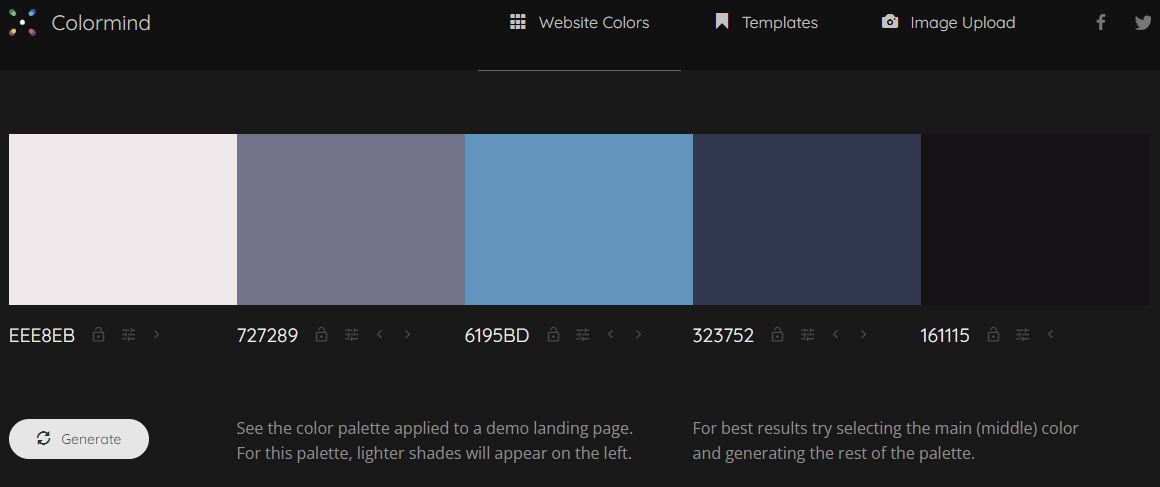 Colormind
Website Colors
Templates
Image Upload
EEE8EB
727289
6195BD
323752
161115
Generate
See the color palette applied to a demo landing page.
For this palette, lighter shades will appear on the left.
For best results try selecting the main (middle) color
and generating the rest of the palette.